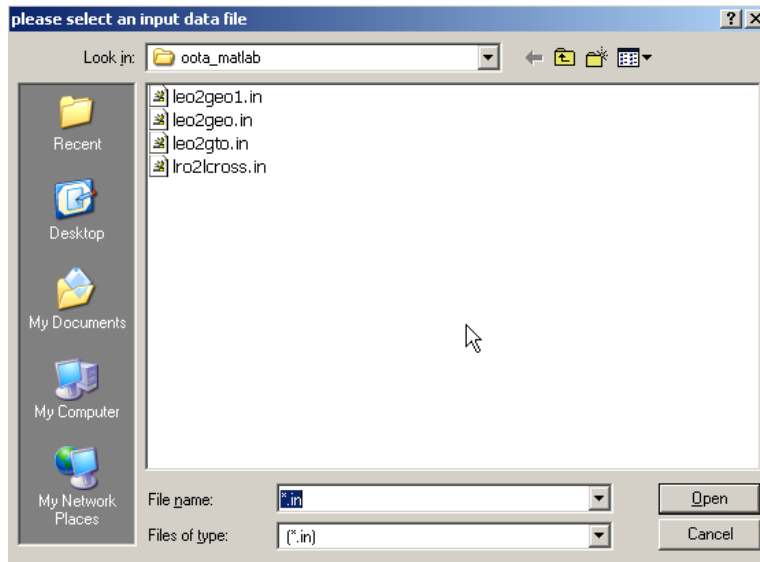 please select an input data file
Look in: oota_matlab
leo2geo1.in
leo2geo.in
leo2gto.in
lro2lcross.in
Recent
Desktop
My Documents
My Computer
My Network
Places
File name: *.in
Open
Files of type: (*.in)
Cancel